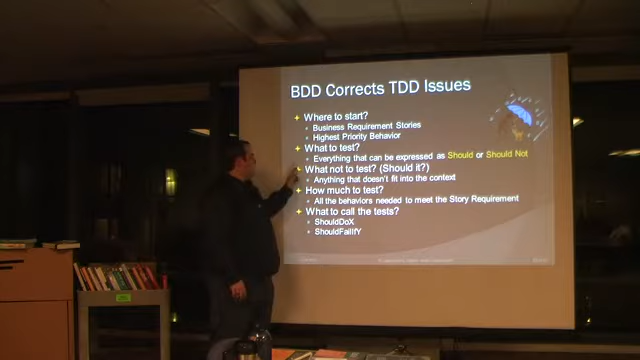 BDD Corrects TDD Issues
Where to start?
Business Requirement Stories
Highest Priority Behavior
What to test?
Everything that can be expressed as Should or Should Not
What not to test? (Should it?)
Anything that doesn't fit into the context
How much to test?
All the behaviors needed to meet the Story Requirement
What to call the tests?
ShouldDoX
ShouldFailIfY